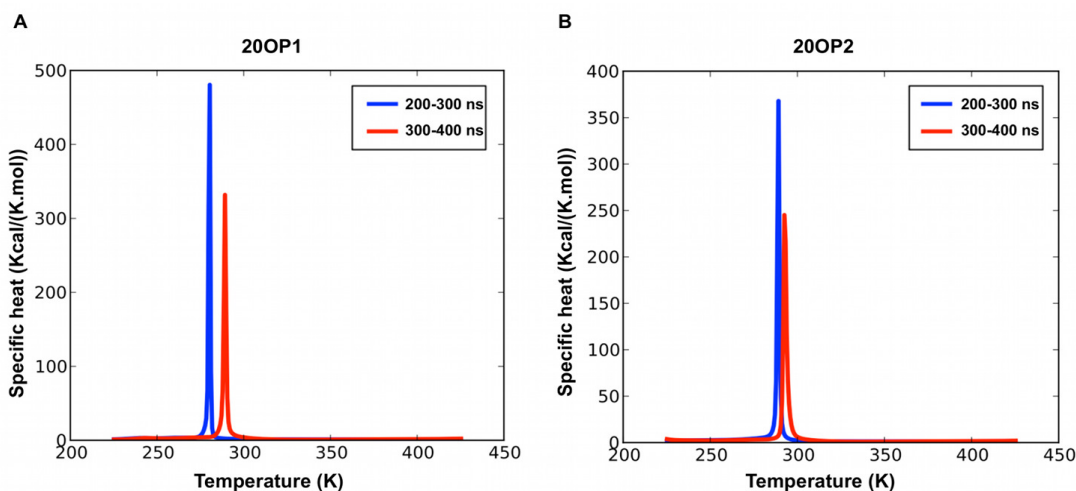 A
20OP1
500
400
300
200
100
0
200 250 300 350 400 450
Specific heat (Kcal/(K.mol))
Temperature (K)
200-300 ns
300-400 ns
B
20OP2
400
350
300
250
200
150
100
50
0
200 250 300 350 400 450
Specific heat (Kcal/(K.mol))
Temperature (K)
200-300 ns
300-400 ns